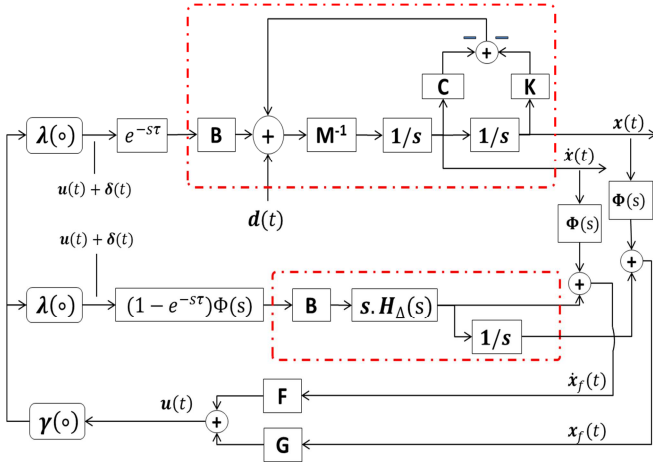 − −
+
C K
λ(∘) e^{−sτ} B + M⁻¹ 1/s 1/s x(t)
ẋ(t)
u(t) + δ(t)
d(t)
Φ(s) Φ(s)
u(t) + δ(t)
+
λ(∘) (1−e^{−sτ})Φ(s) B s.H_Δ(s) +
1/s
γ(∘) u(t) + F ẋ_f(t)
G x_f(t)